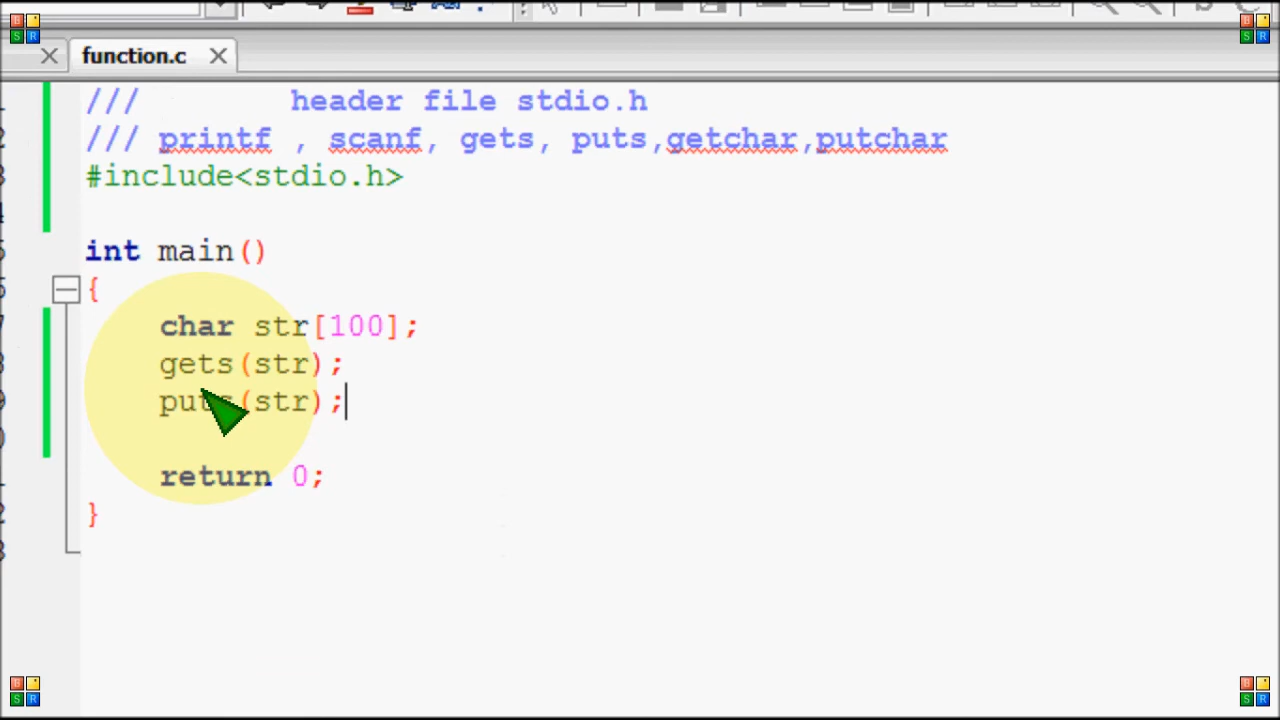 function.c
/// header file stdio.h
/// printf , scanf, gets, puts,getchar,putchar
#include<stdio.h>
int main()
{
char str[100];
gets(str);
puts(str);
return 0;
}